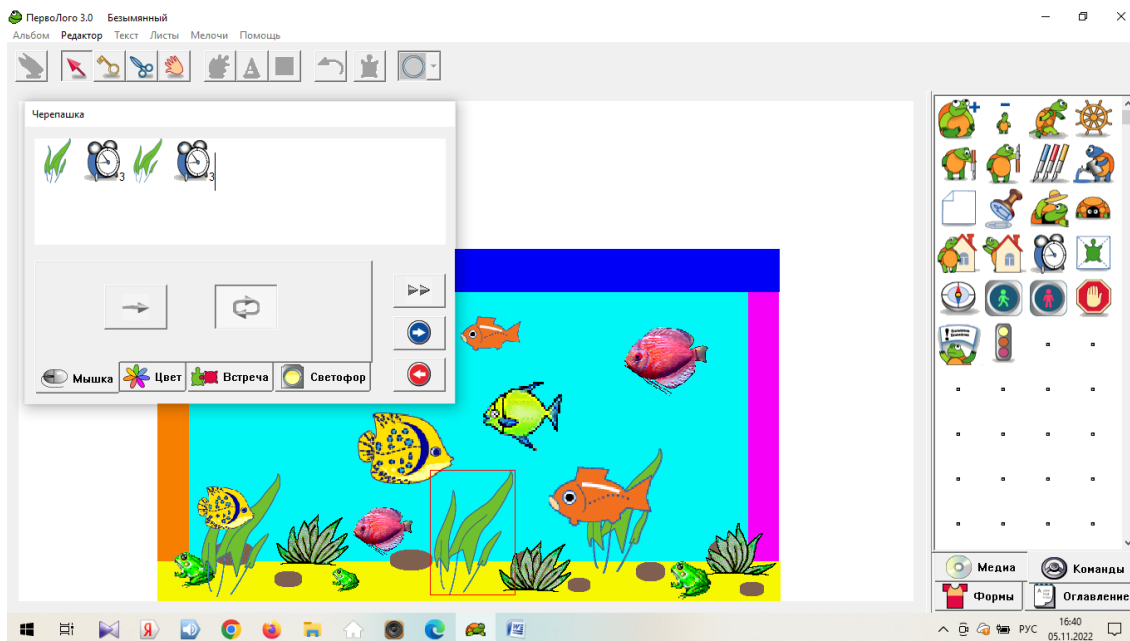 ПервоЛого 3.0 Безымянный
Альбом Редактор Текст Листы Мелочи Помощь
Черепашка
3 3
Мышка Цвет Встреча Светофор
Медиа Команды
Формы Оглавление
РУС 16:40
05.11.2022